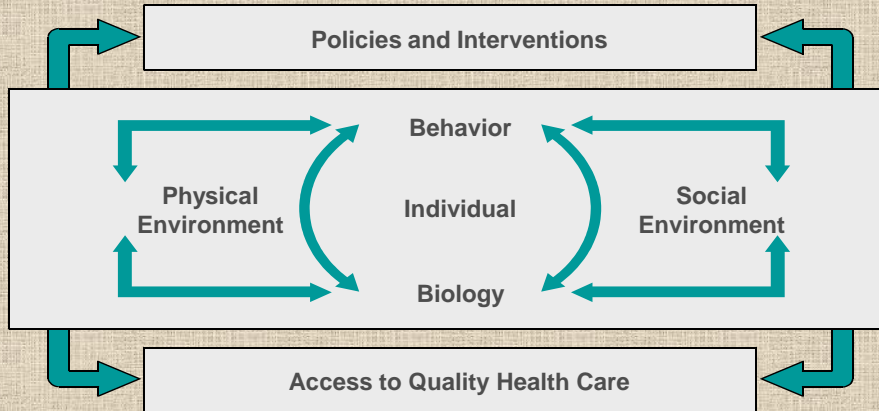 Policies and Interventions
Behavior
Physical
Environment
Individual
Social
Environment
Biology
Access to Quality Health Care